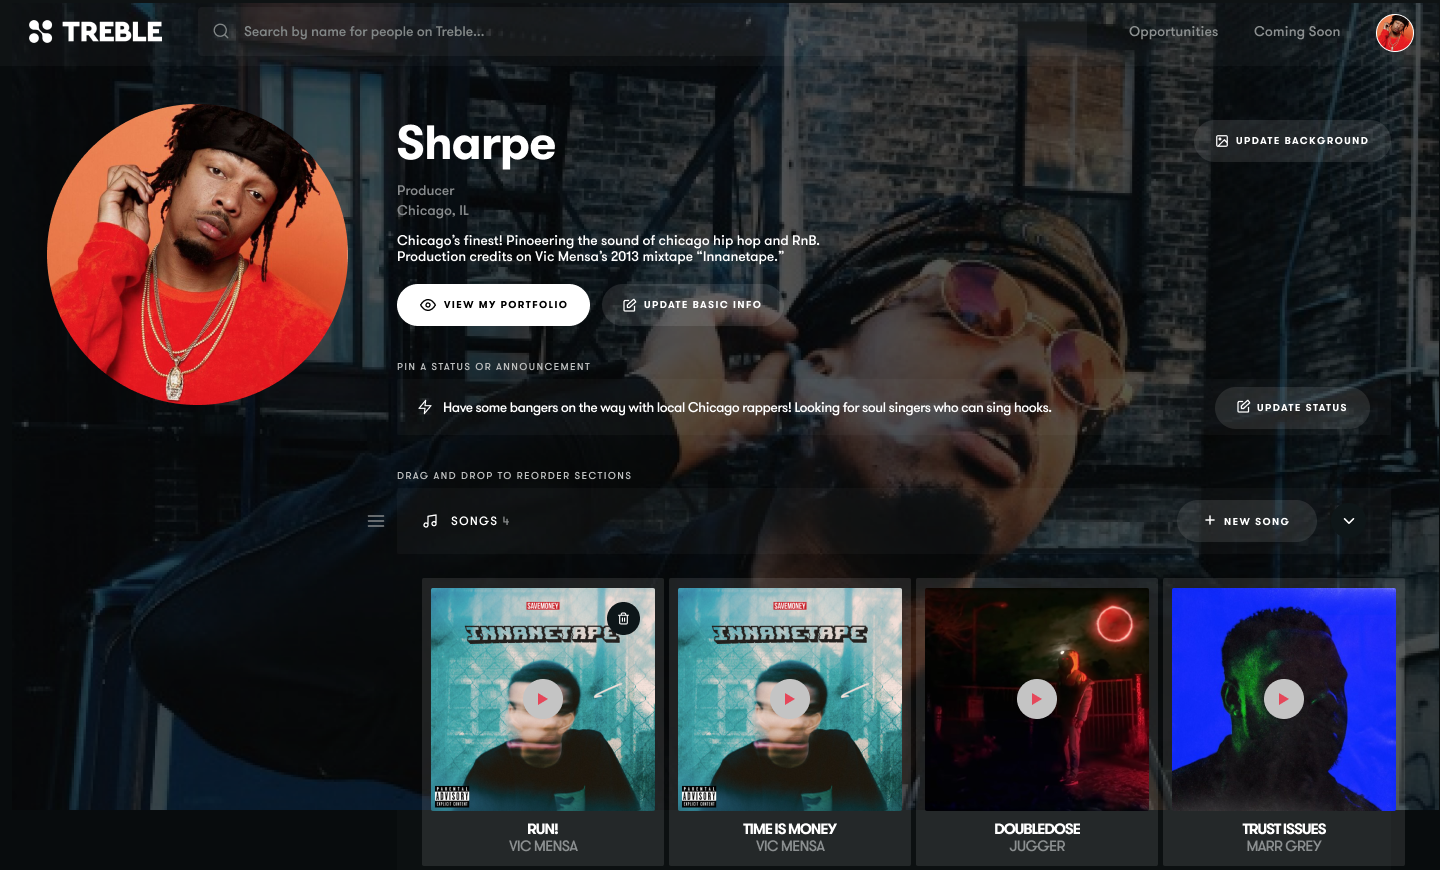 TREBLE
Search by name for people on Treble...
Opportunities
Coming Soon
Sharpe
UPDATE BACKGROUND
Producer
Chicago, IL
Chicago’s finest! Pinoeering the sound of chicago hip hop and RnB.
Production credits on Vic Mensa’s 2013 mixtape “Innanetape.”
VIEW MY PORTFOLIO
UPDATE BASIC INFO
PIN A STATUS OR ANNOUNCEMENT
Have some bangers on the way with local Chicago rappers! Looking for soul singers who can sing hooks.
UPDATE STATUS
DRAG AND DROP TO REORDER SECTIONS
SONGS 4
NEW SONG
SAVEMONEY
INNANETAPE
PARENTAL
ADVISORY
EXPLICIT CONTENT
RUN!
VIC MENSA
SAVEMONEY
INNANETAPE
PARENTAL
ADVISORY
EXPLICIT CONTENT
TIME IS MONEY
VIC MENSA
DOUBLEDOSE
JUGGER
TRUST ISSUES
MARR GREY